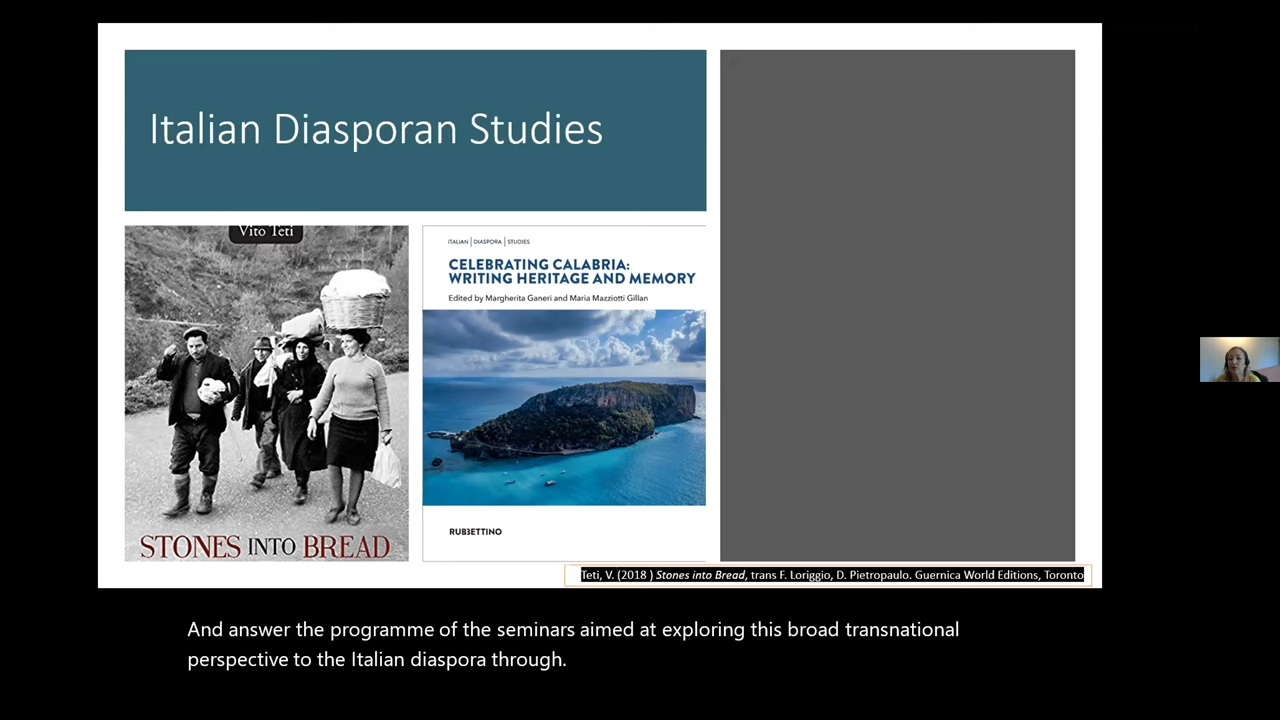 Italian Diasporan Studies
Vito Teti
STONES INTO BREAD
ITALIAN | DIASPORA | STUDIES
CELEBRATING CALABRIA:
WRITING HERITAGE AND MEMORY
Edited by Margherita Ganeri and Maria Mazziotti Gillan
RUBBETTINO
Teti, V. (2018 ) Stones into Bread, trans F. Loriggio, D. Pietropaulo. Guernica World Editions, Toronto
And answer the programme of the seminars aimed at exploring this broad transnational
perspective to the Italian diaspora through.